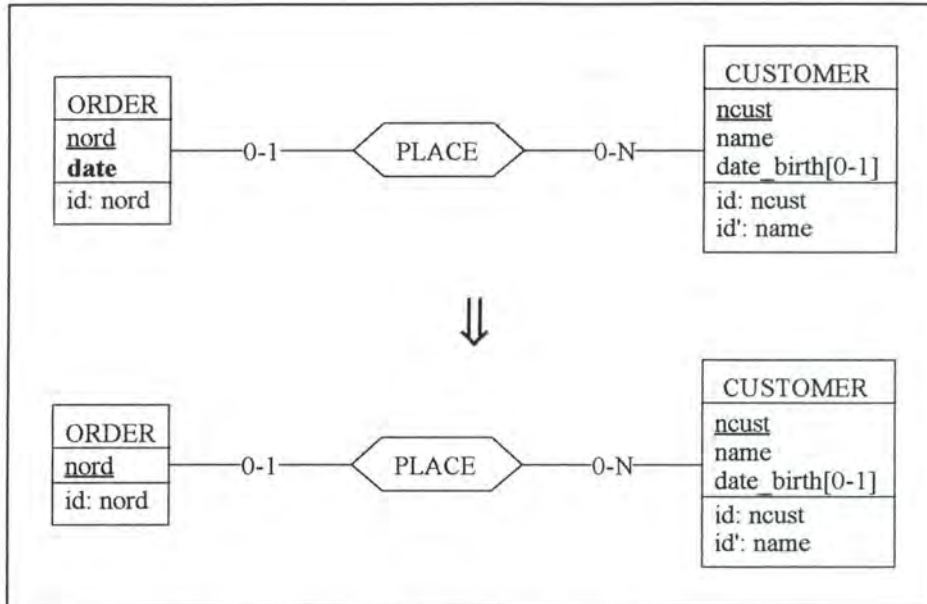 ORDER
nord
date
id: nord
0-1
PLACE
0-N
CUSTOMER
ncust
name
date_birth[0-1]
id: ncust
id': name
⇓
ORDER
nord
id: nord
0-1
PLACE
0-N
CUSTOMER
ncust
name
date_birth[0-1]
id: ncust
id': name